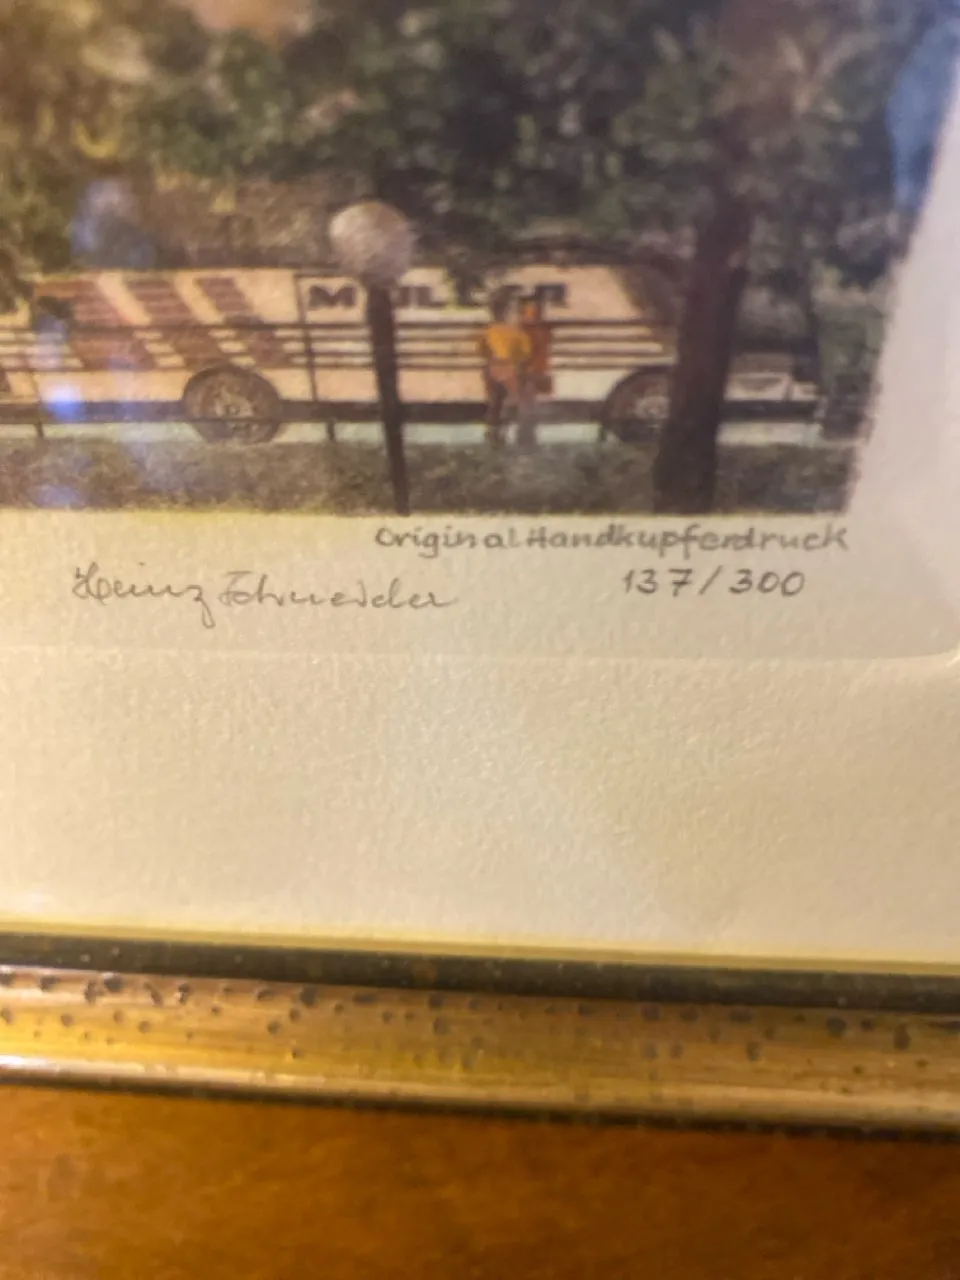 MÜLLER
Original Handkupferdruck
Heinz Schneider 137/300